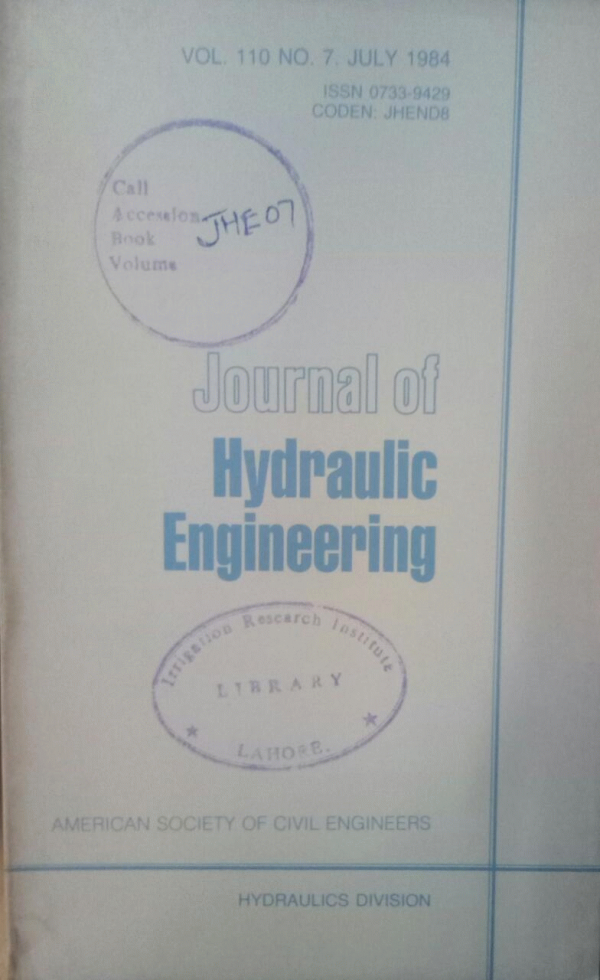 VOL. 110 NO. 7, JULY 1984
ISSN 0733-9429
CODEN: JHEND8
Call
Accession
Book
Volume
JHE07
Journal of
Hydraulic
Engineering
Irrigation Research Institute
LIBRARY
LAHORE.
AMERICAN SOCIETY OF CIVIL ENGINEERS
HYDRAULICS DIVISION